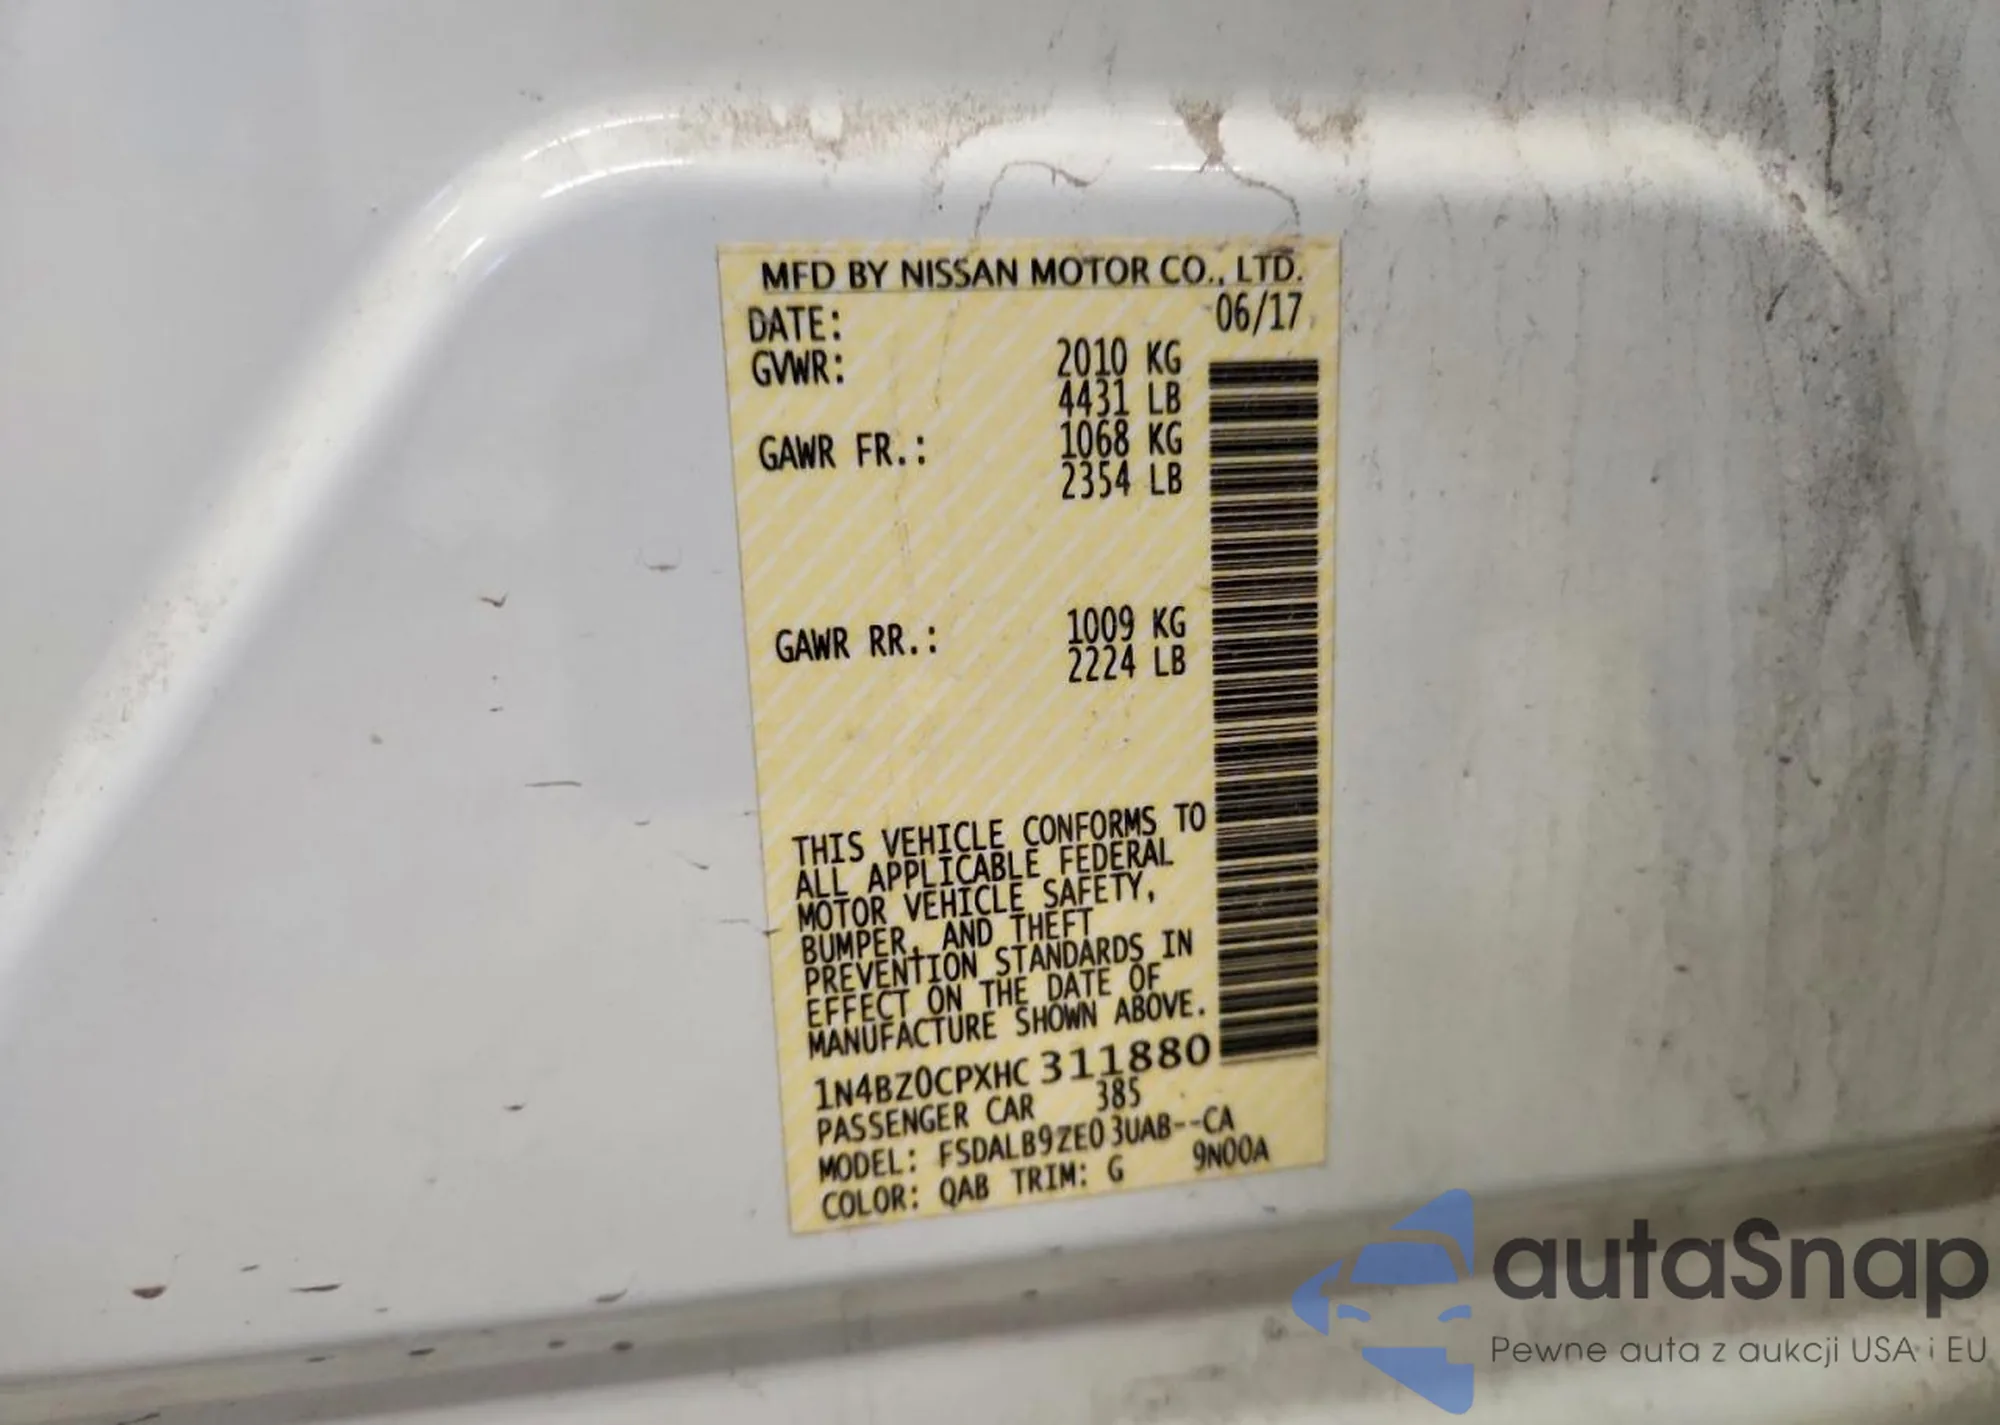 MFD BY NISSAN MOTOR CO., LTD.
DATE: 06/17
GVWR: 2010 KG
4431 LB
GAWR FR.: 1068 KG
2354 LB
GAWR RR.: 1009 KG
2224 LB
THIS VEHICLE CONFORMS TO
ALL APPLICABLE FEDERAL
MOTOR VEHICLE SAFETY,
BUMPER, AND THEFT
PREVENTION STANDARDS IN
EFFECT ON THE DATE OF
MANUFACTURE SHOWN ABOVE.
1N4BZ0CPXHC 311880
PASSENGER CAR 385
MODEL: FSDALB9ZE03UAB--CA
COLOR: QAB TRIM: G 9N00A
autaSnap
Pewne auta z aukcji USA i EU